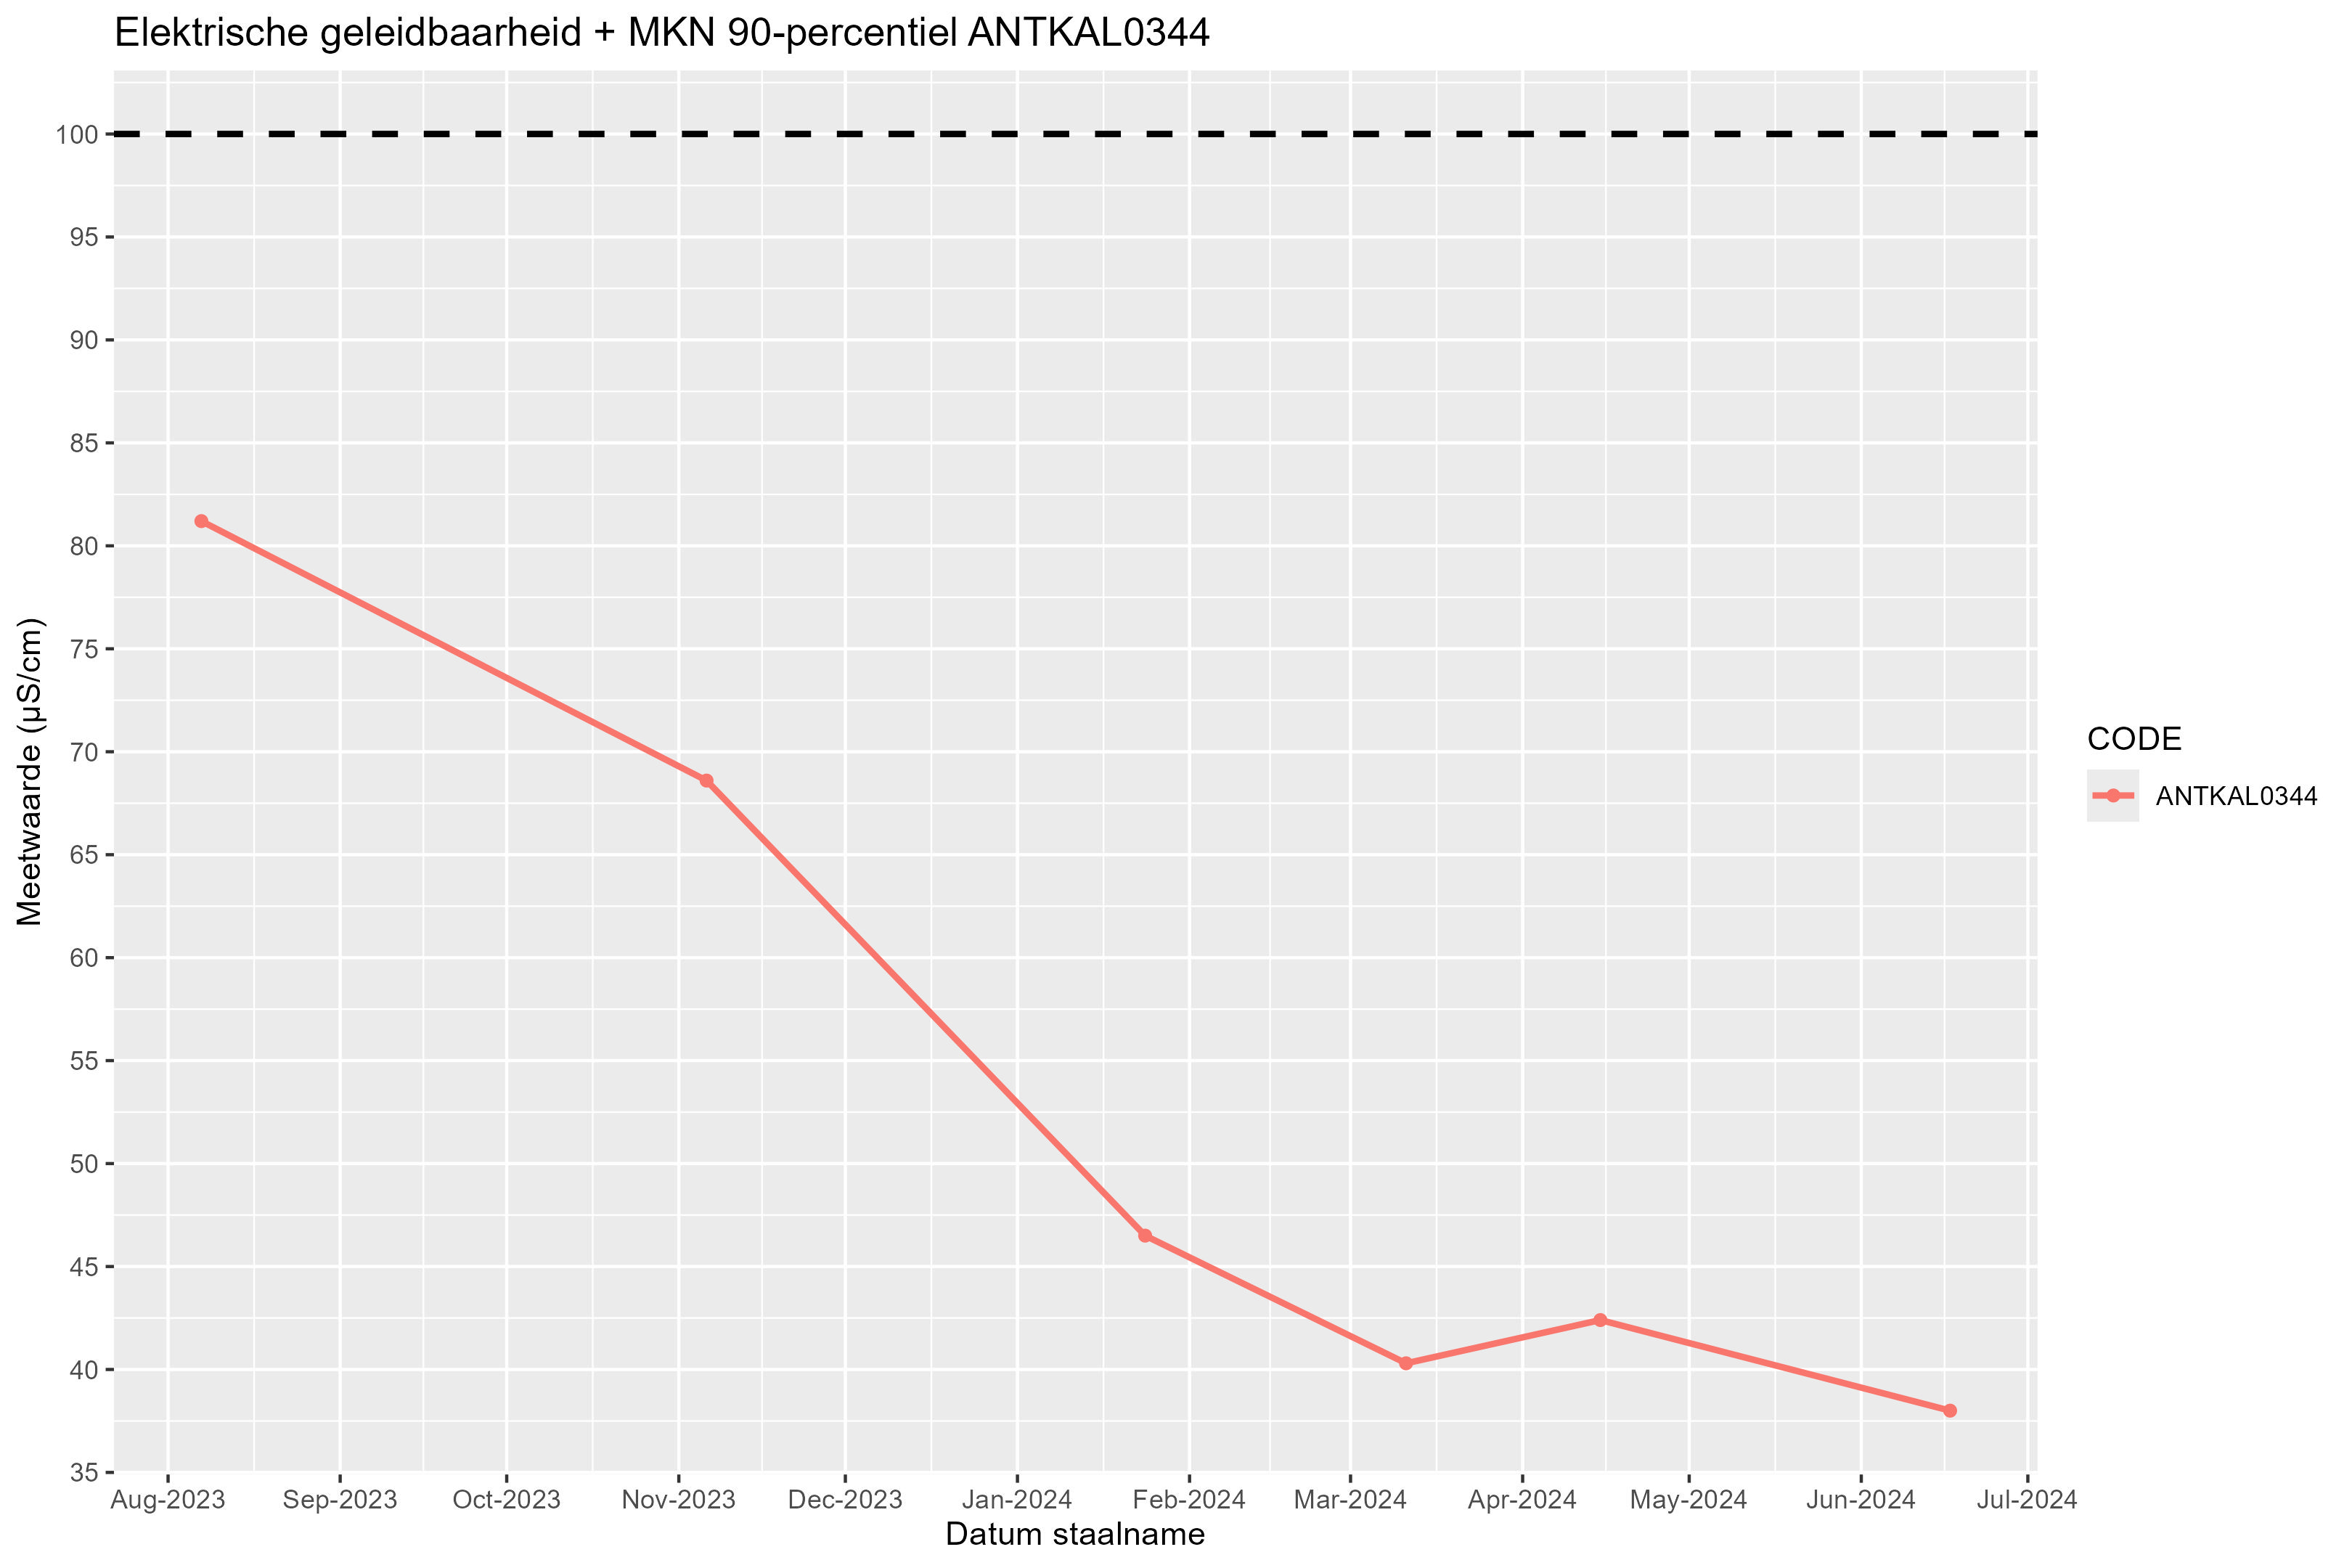 Elektrische geleidbaarheid + MKN 90-percentiel ANTKAL0344
Meetwaarde (µS/cm)
100
95
90
85
80
75
70
65
60
55
50
45
40
35
Aug-2023 Sep-2023 Oct-2023 Nov-2023 Dec-2023 Jan-2024 Feb-2024 Mar-2024 Apr-2024 May-2024 Jun-2024 Jul-2024
Datum staalname
CODE
ANTKAL0344